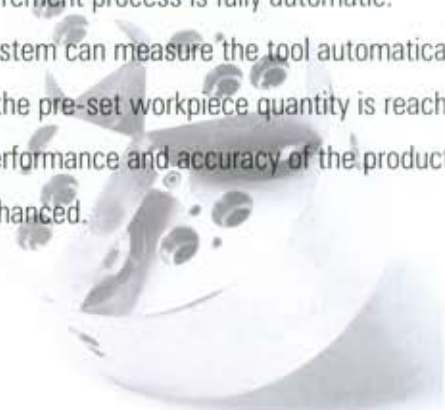 rement process is fully automatic.
stem can measure the tool automatica
the pre-set workpiece quantity is reach
erformance and accuracy of the product
hanced.